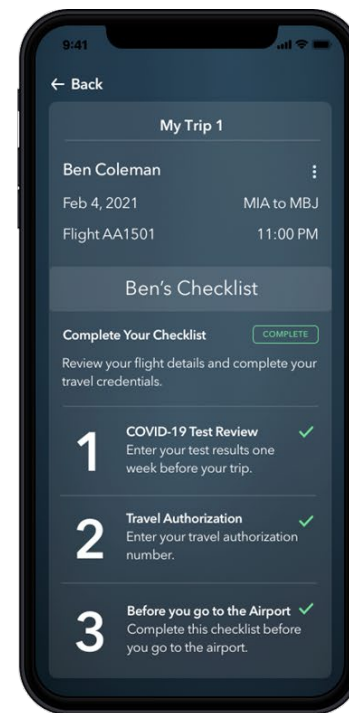 9:41
← Back
My Trip 1
Ben Coleman
Feb 4, 2021 MIA to MBJ
Flight AA1501 11:00 PM
Ben's Checklist
Complete Your Checklist COMPLETE
Review your flight details and complete your
travel credentials.
1
COVID-19 Test Review
Enter your test results one
week before your trip.
2
Travel Authorization
Enter your travel authorization
number.
3
Before you go to the Airport
Complete this checklist before
you go to the airport.